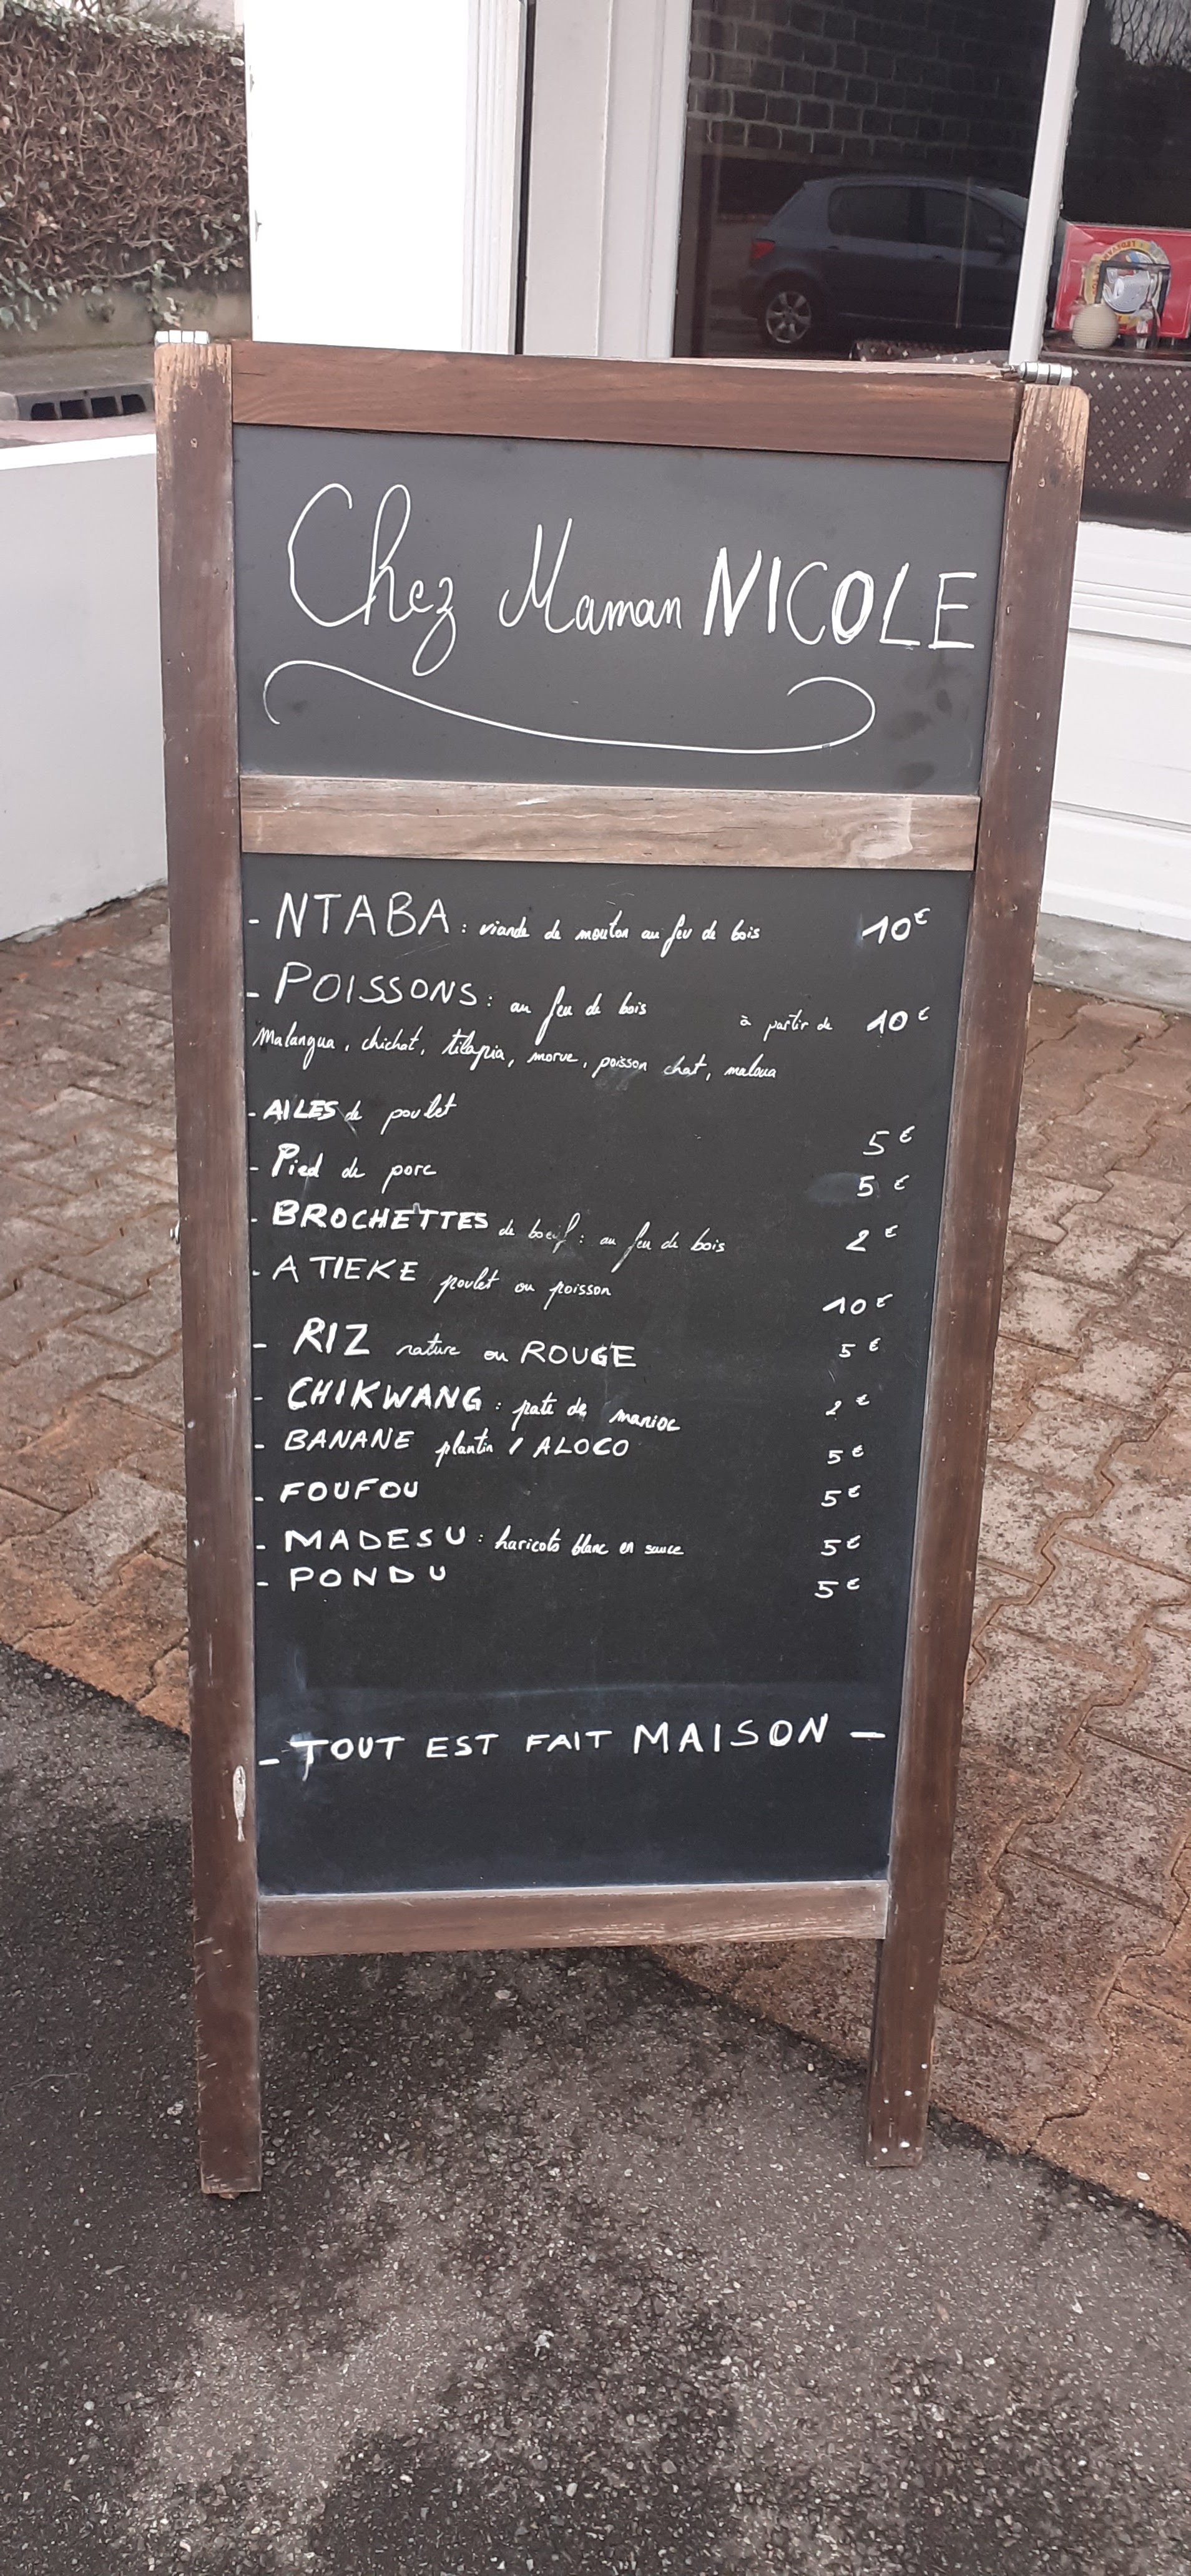 Chez Maman NICOLE
- NTABA : viande de mouton au feu de bois 10€
- POISSONS : au feu de bois à partir de 10€
Malangua, chichat, tilapia, morue, poisson chat, maloua
- AILES de poulet 5€
- Pied de porc 5€
- BROCHETTES de boeuf : au feu de bois 2€
- ATIEKE poulet ou poisson 10€
- RIZ nature ou ROUGE 5€
- CHIKWANG : pate de manioc 2€
- BANANE plantin / ALOCO 5€
- FOUFOU 5€
- MADESU : haricots blanc en sauce 5€
- PONDU 5€
- TOUT EST FAIT MAISON -